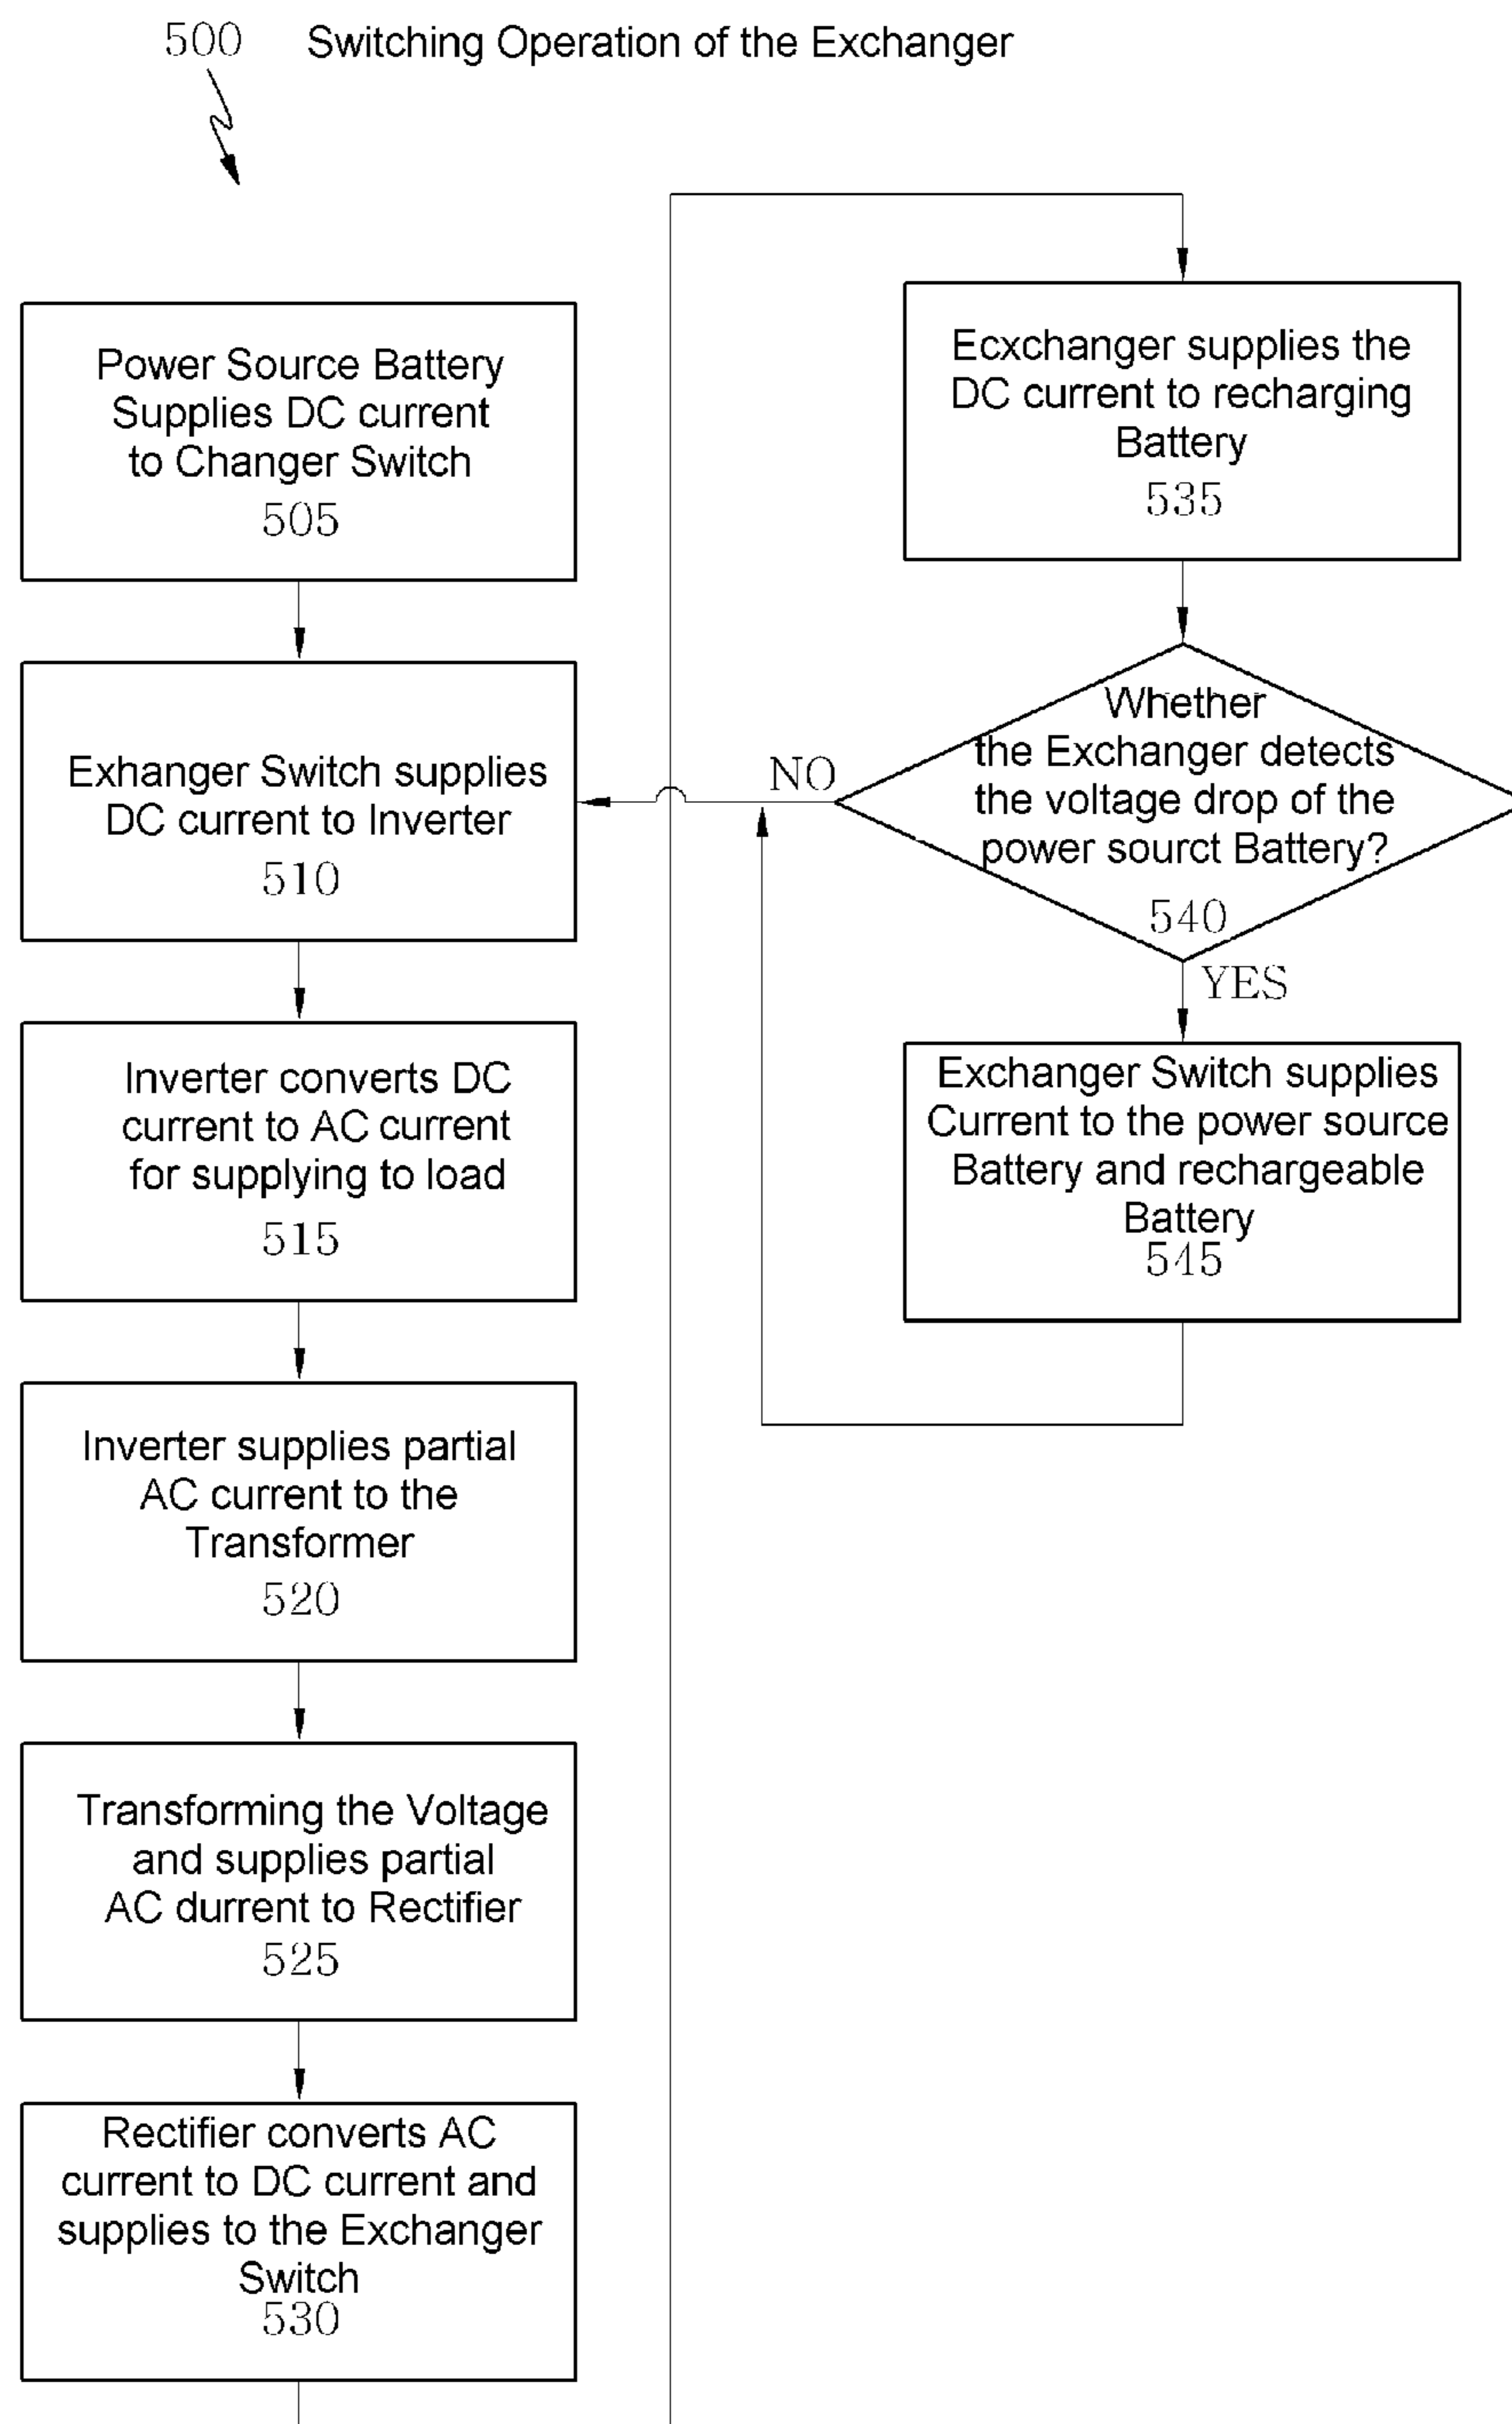 500 Switching Operation of the Exchanger
Power Source Battery
Supplies DC current
to Changer Switch
505
Exhanger Switch supplies
DC current to Inverter
510
Inverter converts DC
current to AC current
for supplying to load
515
Inverter supplies partial
AC current to the
Transformer
520
Transforming the Voltage
and supplies partial
AC durrent to Rectifier
525
Rectifier converts AC
current to DC current and
supplies to the Exchanger
Switch
530
Ecxchanger supplies the
DC current to recharging
Battery
535
Whether
the Exchanger detects
the voltage drop of the
power sourct Battery?
540
NO
YES
Exchanger Switch supplies
Current to the power source
Battery and rechargeable
Battery
545